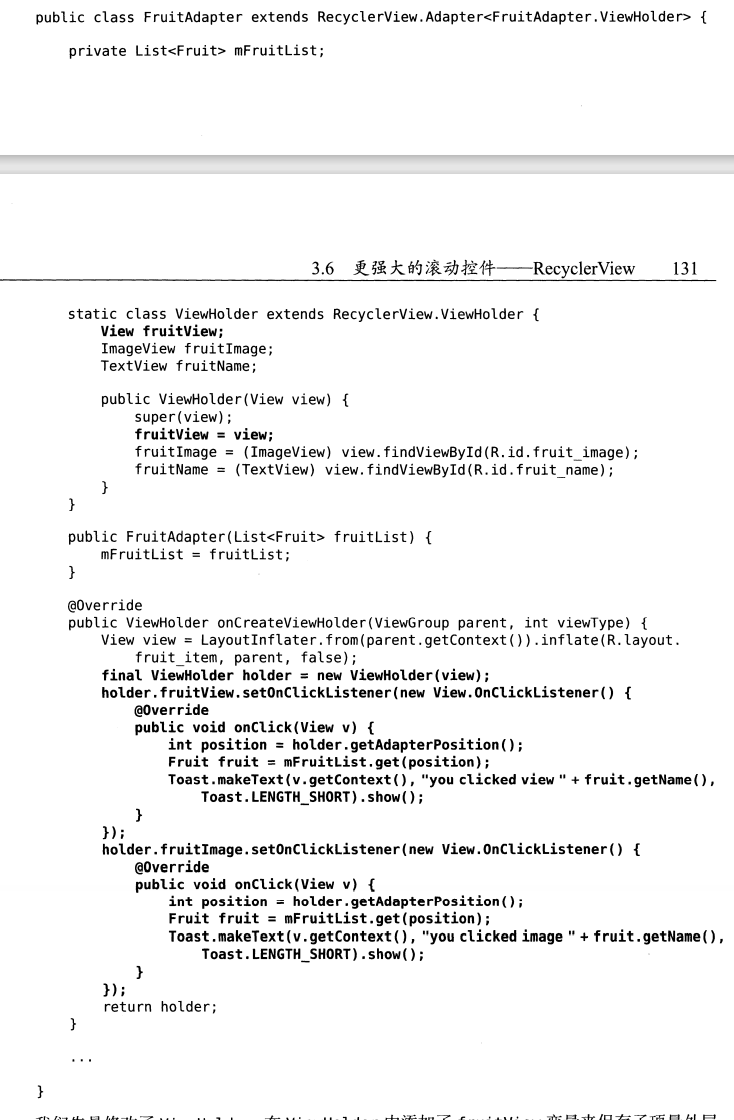 public class FruitAdapter extends RecyclerView.Adapter<FruitAdapter.ViewHolder> {
private List<Fruit> mFruitList;
3.6 更强大的滚动控件——RecyclerView 131
static class ViewHolder extends RecyclerView.ViewHolder {
View fruitView;
ImageView fruitImage;
TextView fruitName;
public ViewHolder(View view) {
super(view);
fruitView = view;
fruitImage = (ImageView) view.findViewById(R.id.fruit_image);
fruitName = (TextView) view.findViewById(R.id.fruit_name);
}
}
public FruitAdapter(List<Fruit> fruitList) {
mFruitList = fruitList;
}
@Override
public ViewHolder onCreateViewHolder(ViewGroup parent, int viewType) {
View view = LayoutInflater.from(parent.getContext()).inflate(R.layout.
fruit_item, parent, false);
final ViewHolder holder = new ViewHolder(view);
holder.fruitView.setOnClickListener(new View.OnClickListener() {
@Override
public void onClick(View v) {
int position = holder.getAdapterPosition();
Fruit fruit = mFruitList.get(position);
Toast.makeText(v.getContext(), "you clicked view " + fruit.getName(),
Toast.LENGTH_SHORT).show();
}
});
holder.fruitImage.setOnClickListener(new View.OnClickListener() {
@Override
public void onClick(View v) {
int position = holder.getAdapterPosition();
Fruit fruit = mFruitList.get(position);
Toast.makeText(v.getContext(), "you clicked image " + fruit.getName(),
Toast.LENGTH_SHORT).show();
}
});
return holder;
}
...
}